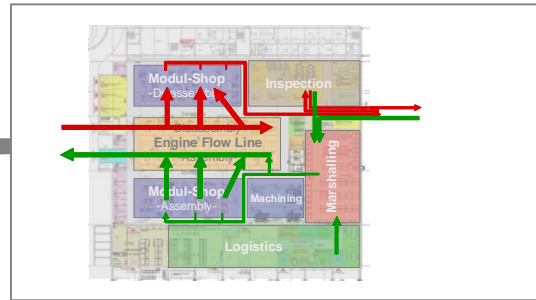 Modul-Shop
-Disassembly-
Inspection
Disassembly
Engine Flow Line
-Assembly-
Marshalling
Modul-Shop
-Assembly-
Machining
Logistics